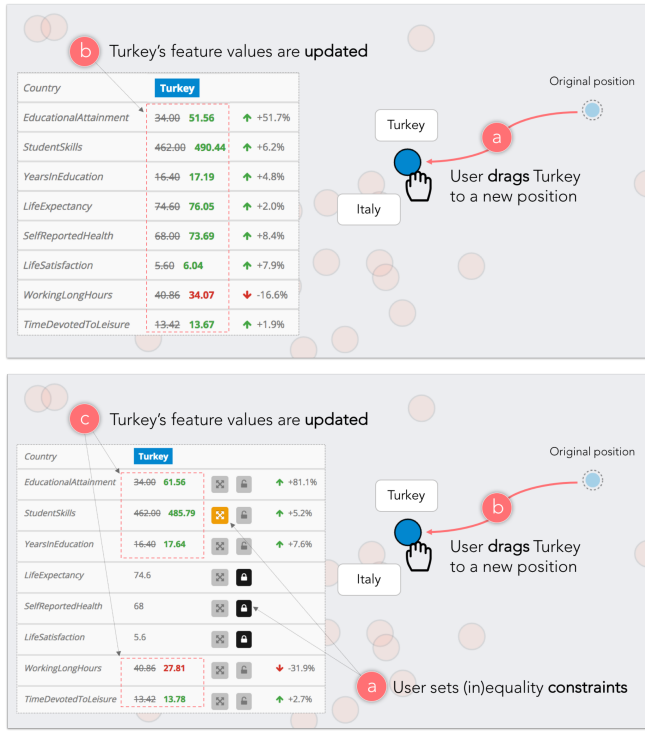 b Turkey's feature values are updated
Country Turkey
EducationalAttainment 34.00 51.56 +51.7%
StudentSkills 462.00 490.44 +6.2%
YearsInEducation 16.40 17.19 +4.8%
LifeExpectancy 74.60 76.05 +2.0%
SelfReportedHealth 68.00 73.69 +8.4%
LifeSatisfaction 5.60 6.04 +7.9%
WorkingLongHours 40.86 34.07 -16.6%
TimeDevotedToLeisure 13.42 13.67 +1.9%
Original position
Turkey
a
User drags Turkey
to a new position
Italy
c Turkey's feature values are updated
Country Turkey
EducationalAttainment 34.00 61.56 +81.1%
StudentSkills 462.00 485.79 +5.2%
YearsInEducation 16.40 17.64 +7.6%
LifeExpectancy 74.6
SelfReportedHealth 68
LifeSatisfaction 5.6
WorkingLongHours 40.86 27.81 -31.9%
TimeDevotedToLeisure 13.42 13.78 +2.7%
Original position
Turkey
b
User drags Turkey
to a new position
Italy
a User sets (in)equality constraints